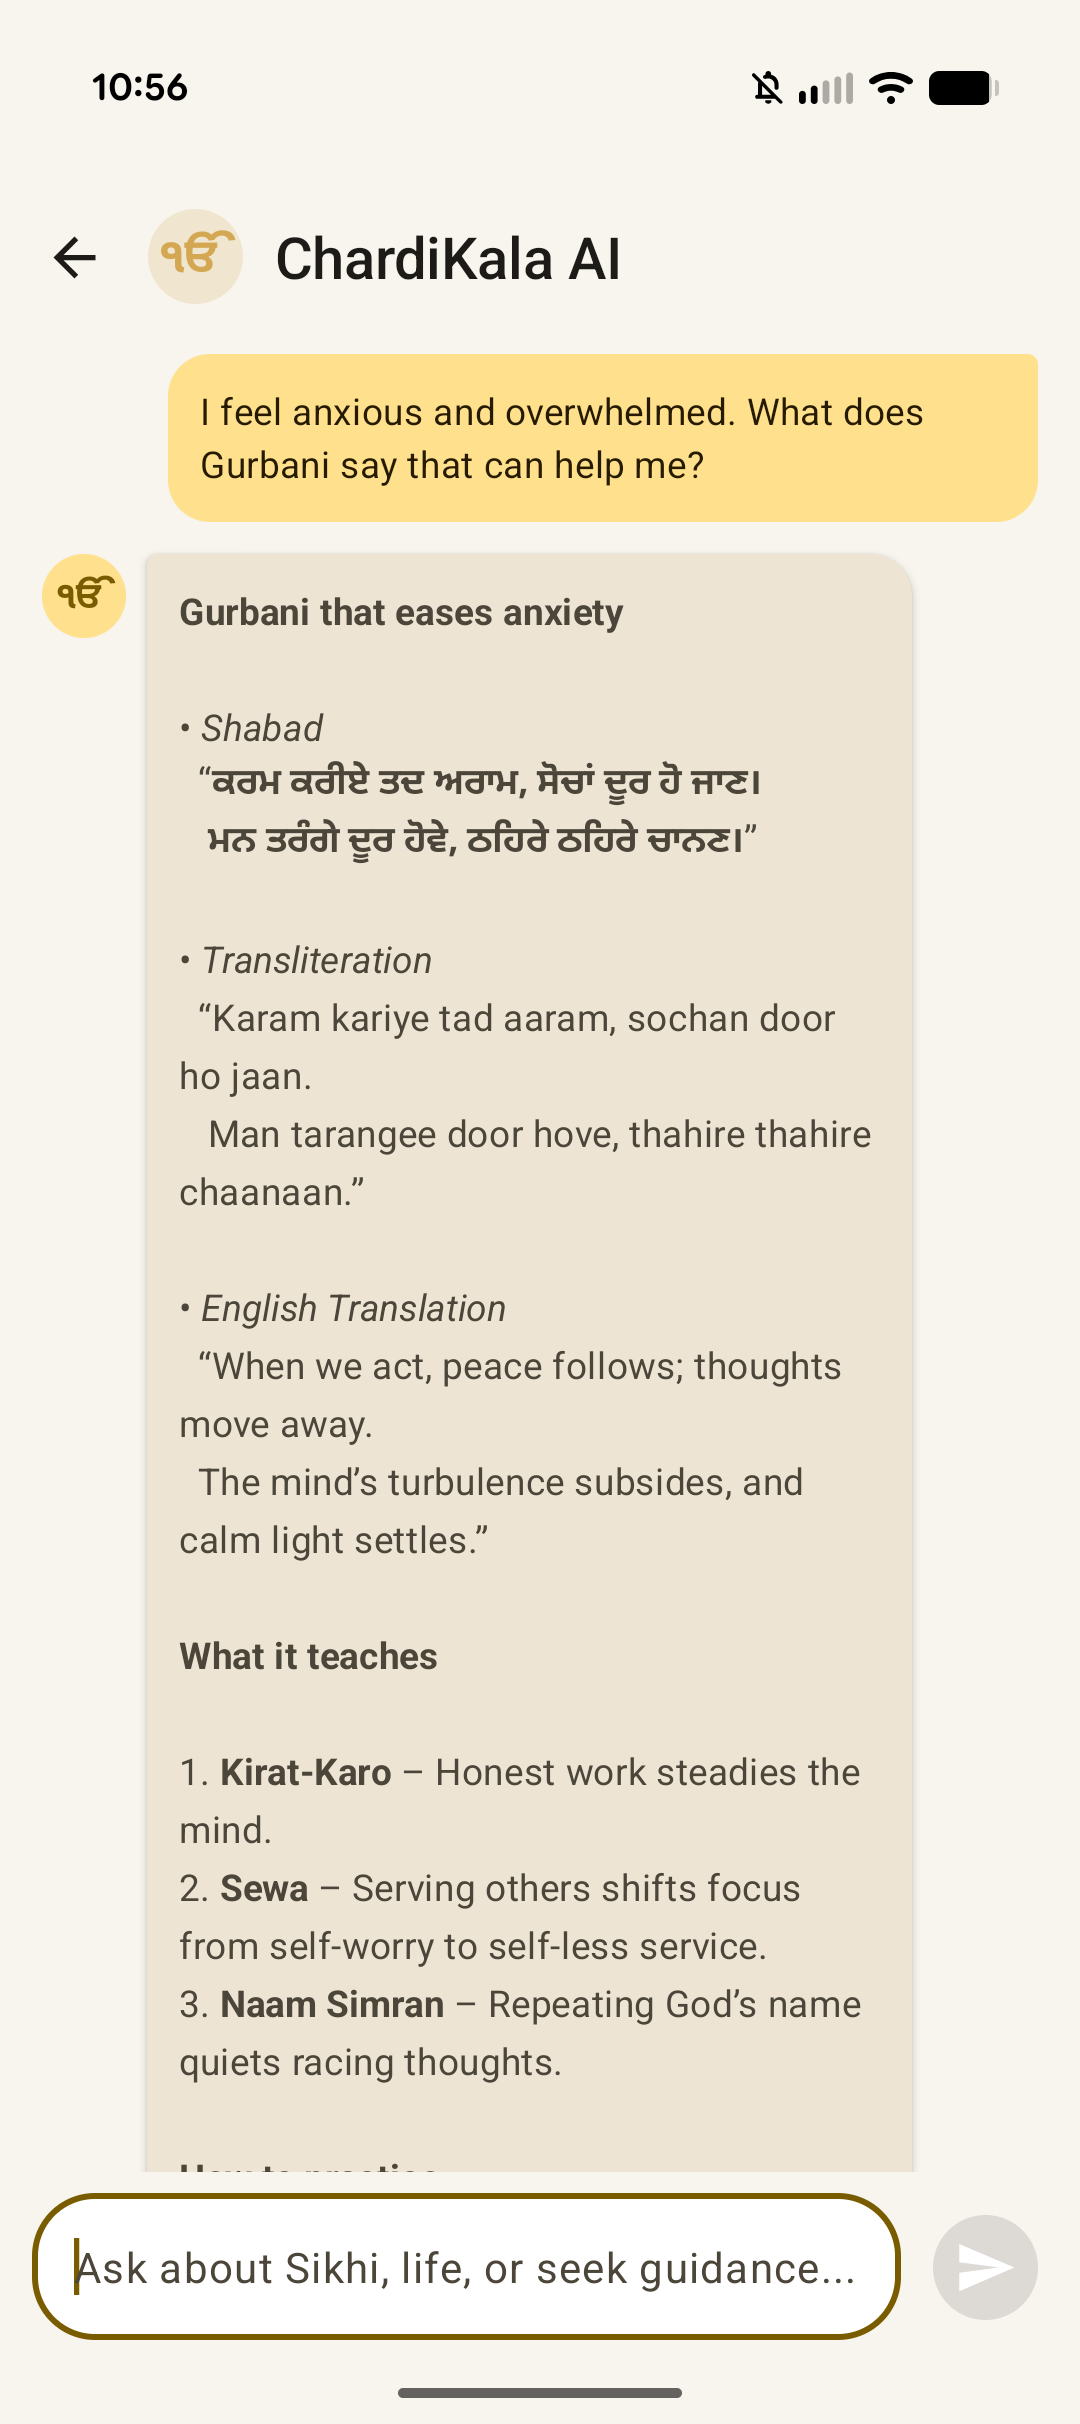 10:56
ੴ ChardiKala AI
I feel anxious and overwhelmed. What does
Gurbani say that can help me?
ੴ
Gurbani that eases anxiety
• Shabad
“ਕਰਮ ਕਰੀਏ ਤਦ ਅਰਾਮ, ਸੋਚਾਂ ਦੂਰ ਹੋ ਜਾਣ।
ਮਨ ਤਰੰਗੇ ਦੂਰ ਹੋਵੇ, ਠਹਿਰੇ ਠਹਿਰੇ ਚਾਨਣ।”
• Transliteration
“Karam kariye tad aaram, sochan door
ho jaan.
Man tarangee door hove, thahire thahire
chaanaan.”
• English Translation
“When we act, peace follows; thoughts
move away.
The mind’s turbulence subsides, and
calm light settles.”
What it teaches
1. Kirat-Karo – Honest work steadies the
mind.
2. Sewa – Serving others shifts focus
from self-worry to self-less service.
3. Naam Simran – Repeating God’s name
quiets racing thoughts.
Ask about Sikhi, life, or seek guidance...